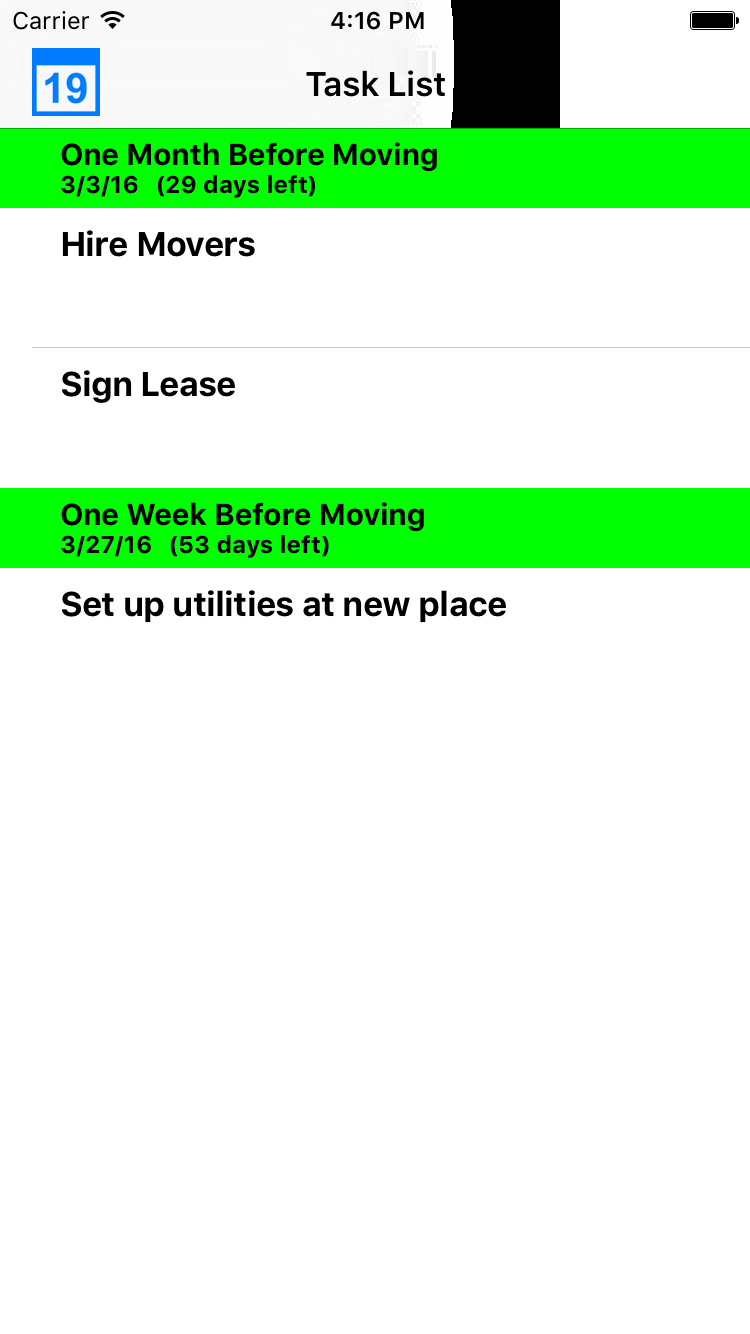 Carrier 4:16 PM
19 Task List
One Month Before Moving
3/3/16 (29 days left)
Hire Movers
Sign Lease
One Week Before Moving
3/27/16 (53 days left)
Set up utilities at new place